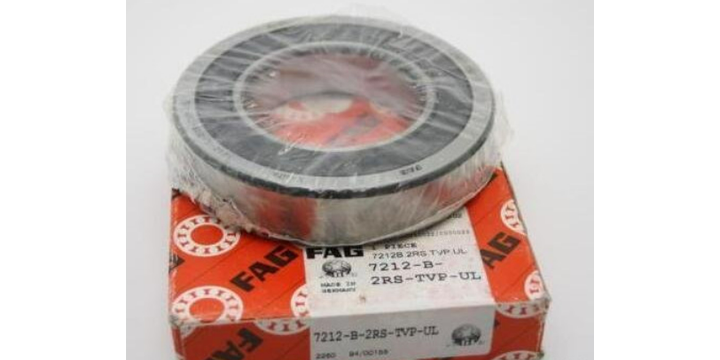 FAG
FAG
FAG
1 PIECE
7212B.2RS.TVP.UL
7212-B-
2RS-TVP-UL
MADE IN
GERMANY
7212-B-2RS-TVP-UL
FAG